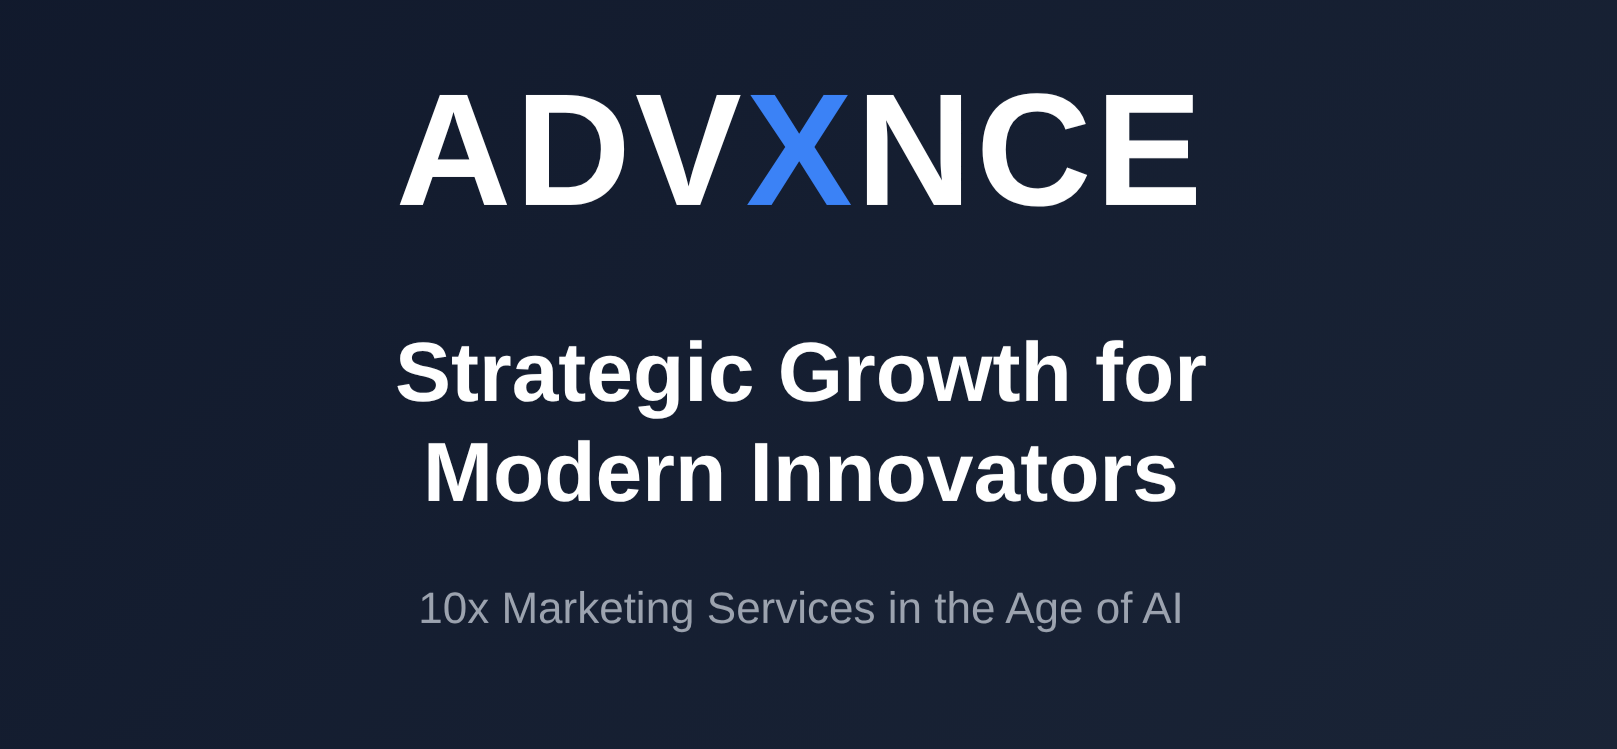 ADVXNCE
Strategic Growth for
Modern Innovators
10x Marketing Services in the Age of AI